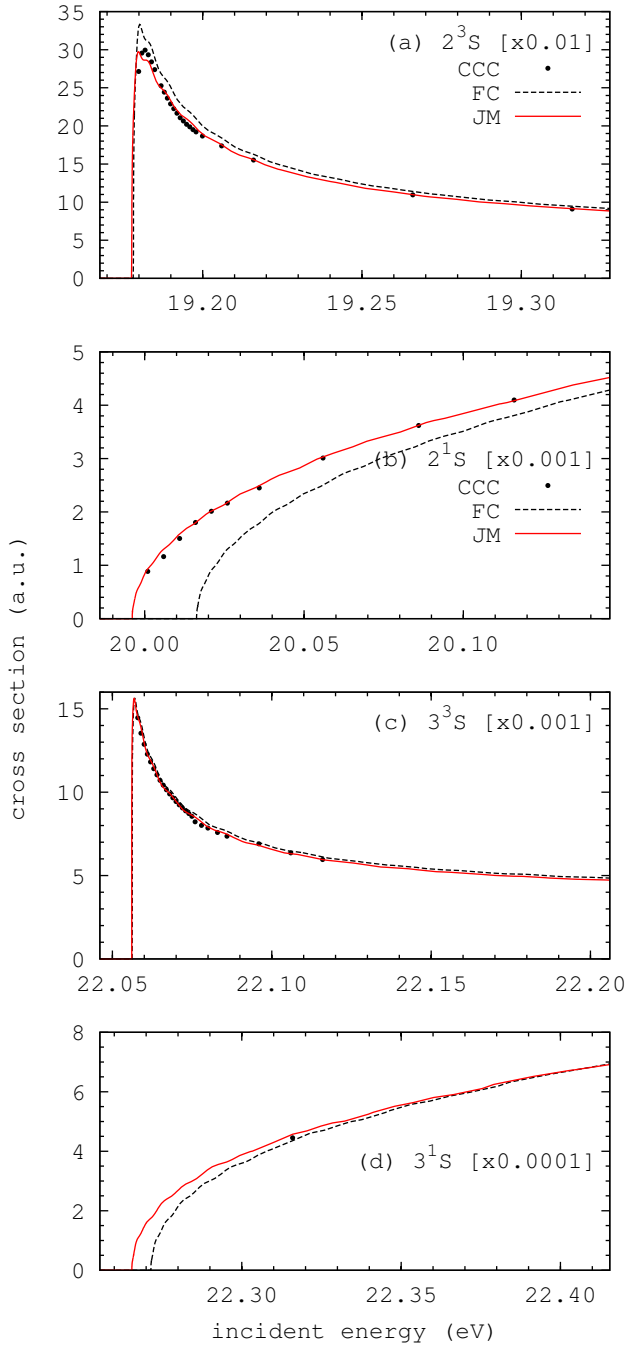 35
30
25
20
15
10
5
0
(a) 2³S [x0.01]
CCC
FC
JM
19.20 19.25 19.30
5
4
3
2
1
0
(b) 2¹S [x0.001]
CCC
FC
JM
20.00 20.05 20.10
cross section (a.u.)
15
10
5
0
(c) 3³S [x0.001]
22.05 22.10 22.15 22.20
8
6
4
2
0
(d) 3¹S [x0.0001]
22.30 22.35 22.40
incident energy (eV)